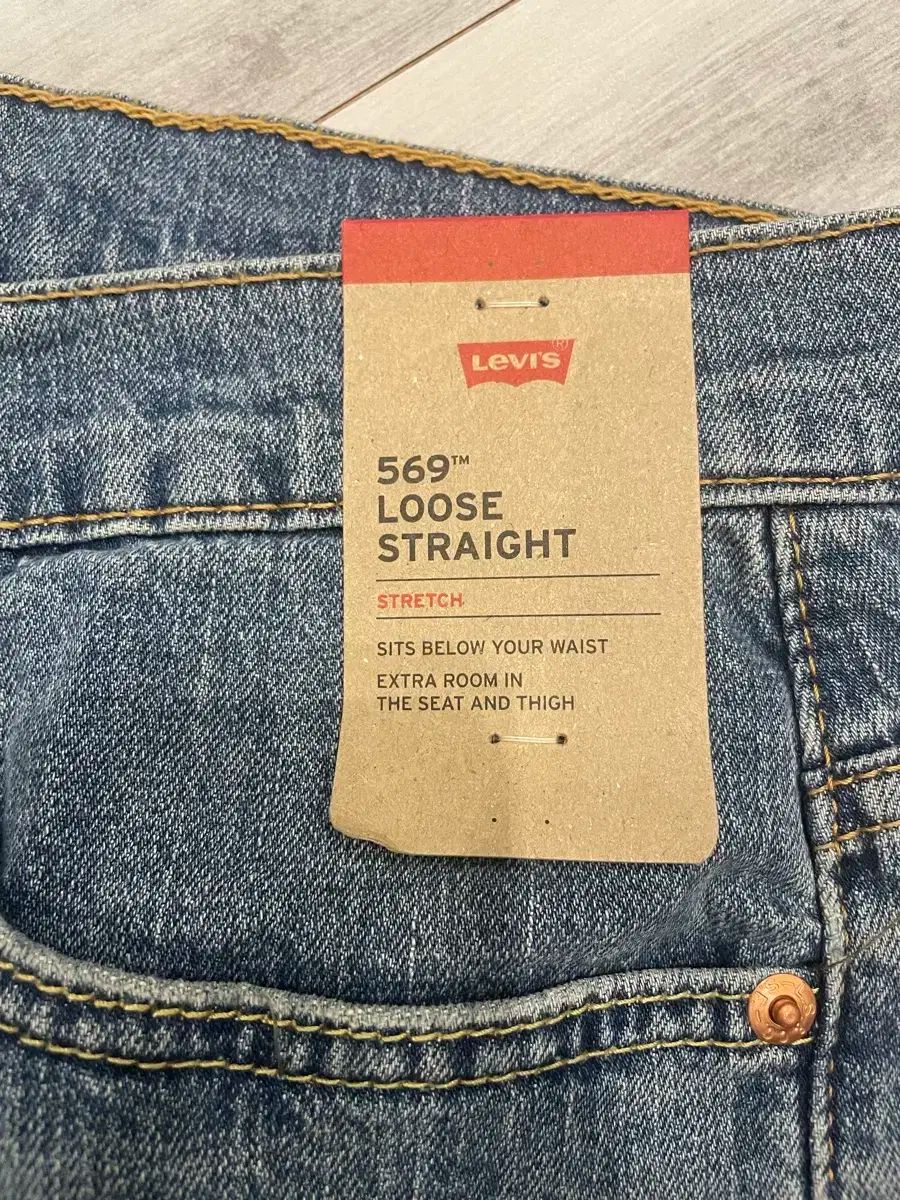 LEVI'S ®
569™
LOOSE
STRAIGHT
STRETCH
SITS BELOW YOUR WAIST
EXTRA ROOM IN
THE SEAT AND THIGH